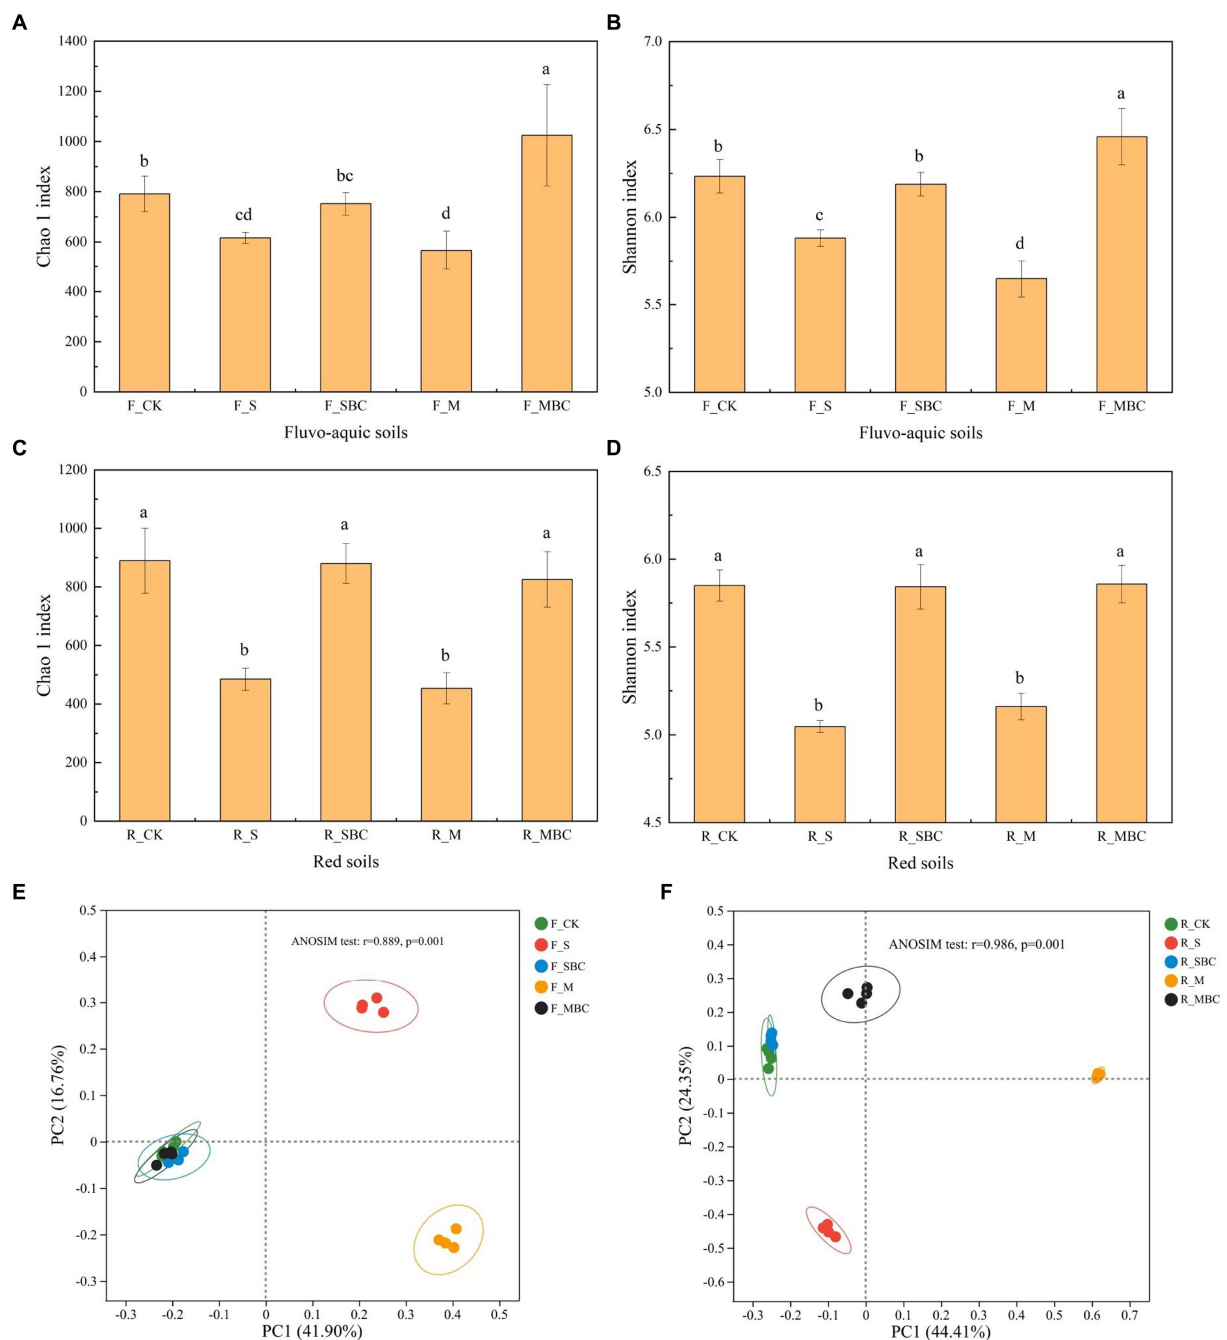 A
1400
1200
1000
800
600
400
200
0
Chao 1 index
b
cd
bc
d
a
F_CK F_S F_SBC F_M F_MBC
Fluvo-aquic soils
B
7.0
6.5
6.0
5.5
5.0
Shannon index
b
c
b
d
a
F_CK F_S F_SBC F_M F_MBC
Fluvo-aquic soils
C
1200
1000
800
600
400
200
0
Chao 1 index
a
b
a
b
a
R_CK R_S R_SBC R_M R_MBC
Red soils
D
6.5
6.0
5.5
5.0
4.5
Shannon index
a
b
a
b
a
R_CK R_S R_SBC R_M R_MBC
Red soils
E
0.5
0.4
0.3
0.2
0.1
0
-0.1
-0.2
-0.3
PC2 (16.76%)
ANOSIM test: r=0.889, p=0.001
-0.3 -0.2 -0.1 0 0.1 0.2 0.3 0.4 0.5
PC1 (41.90%)
F_CK
F_S
F_SBC
F_M
F_MBC
F
0.5
0.4
0.3
0.2
0.1
0
-0.1
-0.2
-0.3
-0.4
-0.5
-0.6
PC2 (24.35%)
ANOSIM test: r=0.986, p=0.001
-0.3 -0.2 -0.1 0 0.1 0.2 0.3 0.4 0.5 0.6 0.7
PC1 (44.41%)
R_CK
R_S
R_SBC
R_M
R_MBC